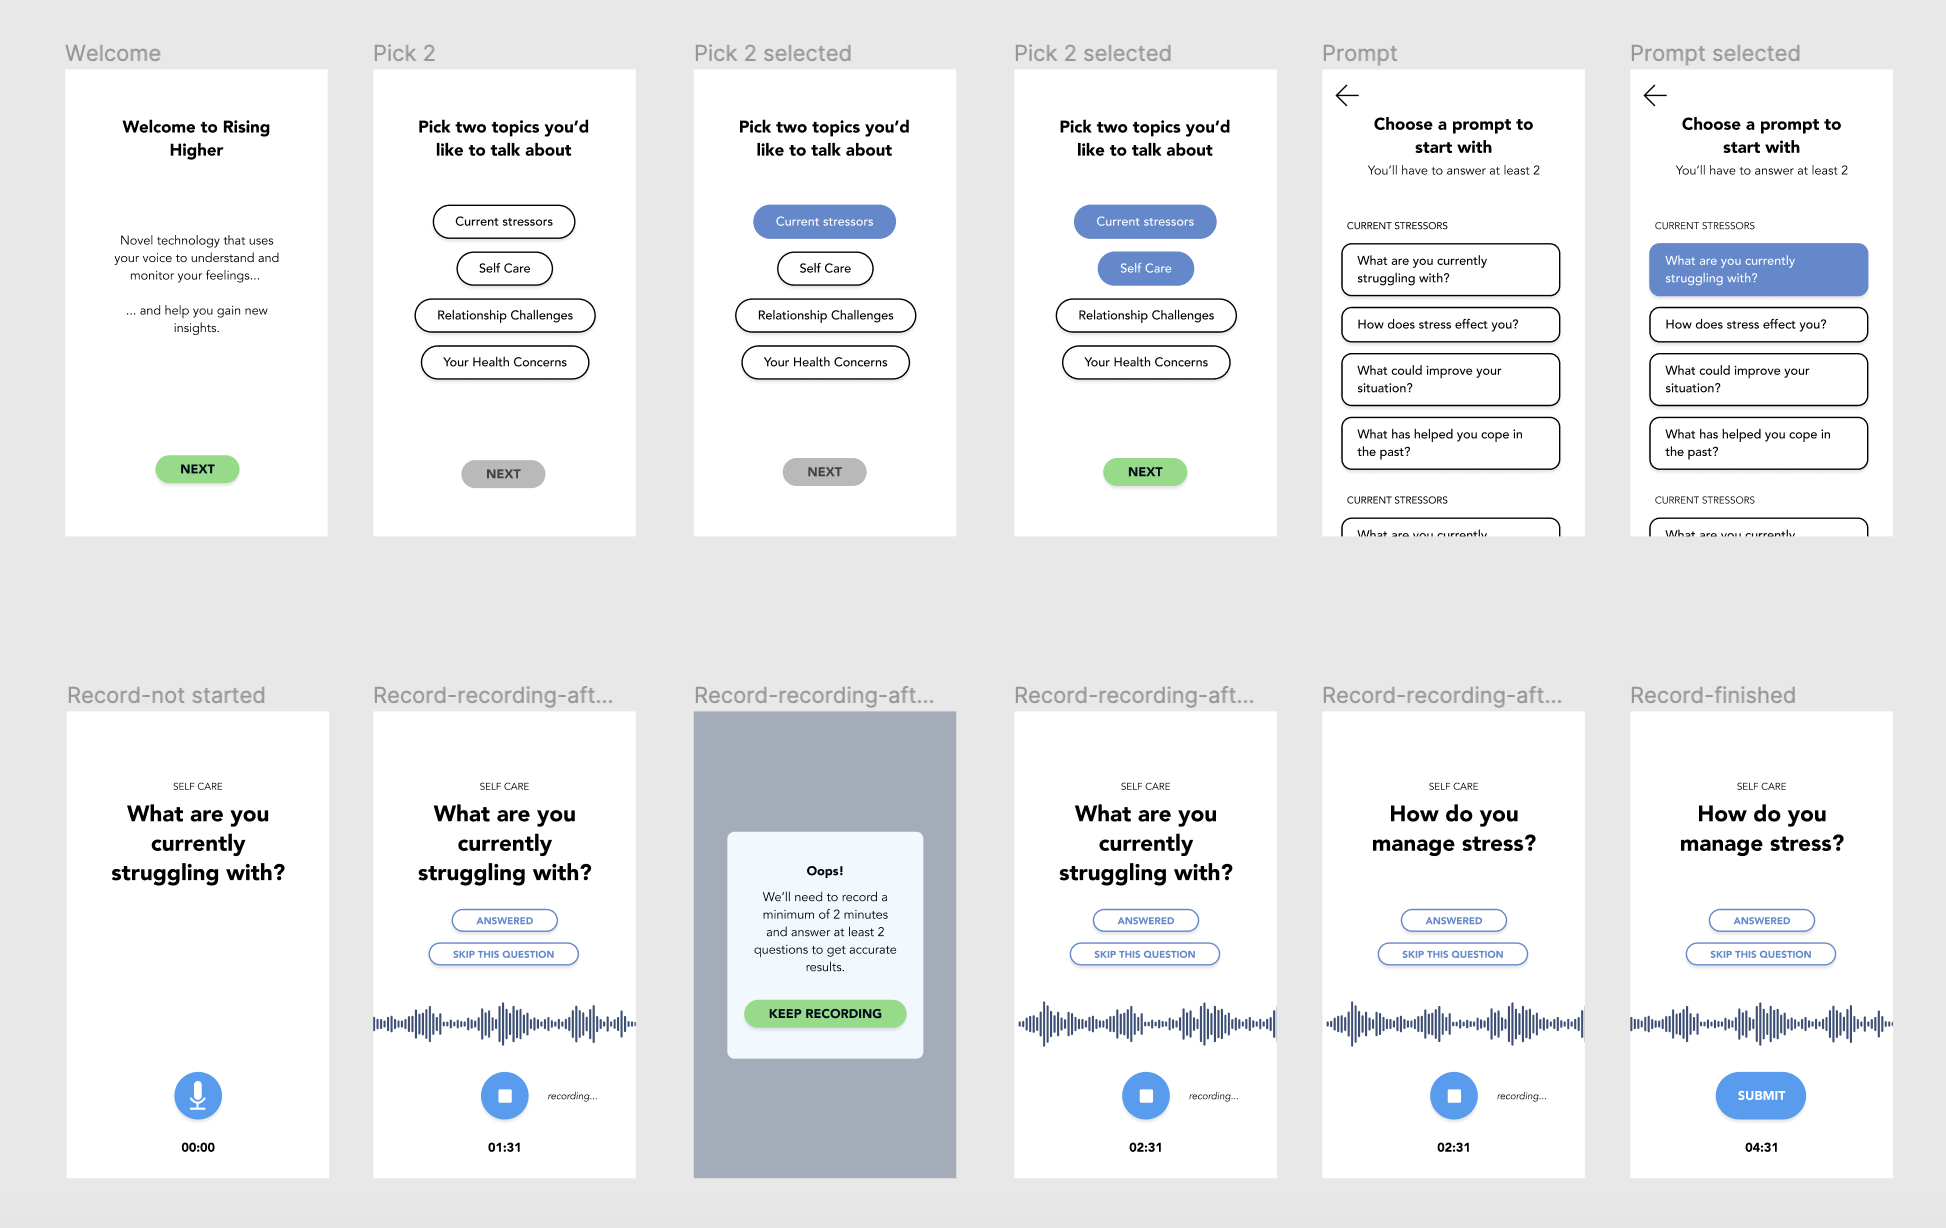 Welcome
Welcome to Rising
Higher
Novel technology that uses
your voice to understand and
monitor your feelings...
... and help you gain new
insights.
NEXT
Pick 2
Pick two topics you’d
like to talk about
Current stressors
Self Care
Relationship Challenges
Your Health Concerns
NEXT
Pick 2 selected
Pick two topics you’d
like to talk about
Current stressors
Self Care
Relationship Challenges
Your Health Concerns
NEXT
Pick 2 selected
Pick two topics you’d
like to talk about
Current stressors
Self Care
Relationship Challenges
Your Health Concerns
NEXT
Prompt
Choose a prompt to
start with
You’ll have to answer at least 2
CURRENT STRESSORS
What are you currently
struggling with?
How does stress effect you?
What could improve your
situation?
What has helped you cope in
the past?
CURRENT STRESSORS
What are you currently
Prompt selected
Choose a prompt to
start with
You’ll have to answer at least 2
CURRENT STRESSORS
What are you currently
struggling with?
How does stress effect you?
What could improve your
situation?
What has helped you cope in
the past?
CURRENT STRESSORS
What are you currently
Record-not started
SELF CARE
What are you
currently
struggling with?
00:00
Record-recording-aft...
SELF CARE
What are you
currently
struggling with?
ANSWERED
SKIP THIS QUESTION
recording...
01:31
Record-recording-aft...
Oops!
We’ll need to record a
minimum of 2 minutes
and answer at least 2
questions to get accurate
results.
KEEP RECORDING
Record-recording-aft...
SELF CARE
What are you
currently
struggling with?
ANSWERED
SKIP THIS QUESTION
recording...
02:31
Record-recording-aft...
SELF CARE
How do you
manage stress?
ANSWERED
SKIP THIS QUESTION
recording...
02:31
Record-finished
SELF CARE
How do you
manage stress?
ANSWERED
SKIP THIS QUESTION
SUBMIT
04:31